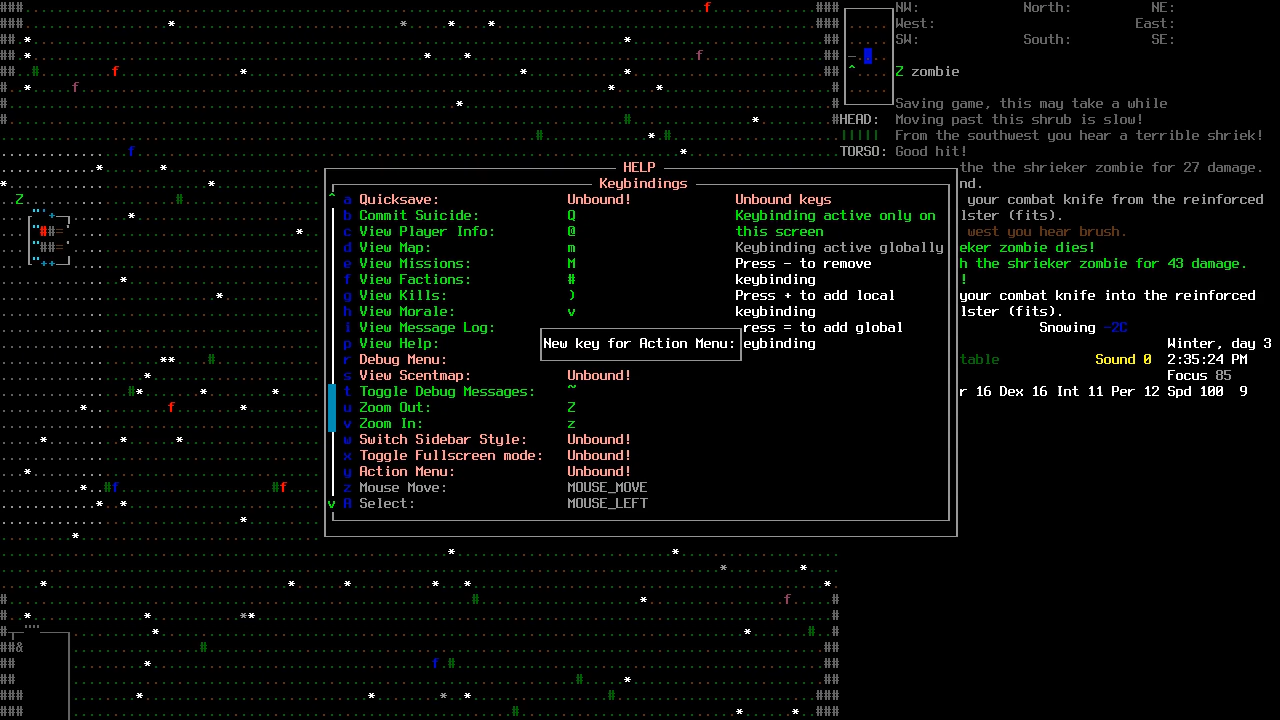 NW: North: NE:
West: East:
SW: South: SE:
Z zombie
Saving game, this may take a while
HEAD: Moving past this shrub is slow!
From the southwest you hear a terrible shriek!
TORSO: Good hit!
HELP
the the shrieker zombie for 27 damage.
Keybindings
nd.
a Quicksave: Unbound! Unbound keys
your combat knife from the reinforced
b Commit Suicide: Q Keybinding active only on
lster (fits).
c View Player Info: @ this screen
west you hear brush.
d View Map: m Keybinding active globally
eker zombie dies!
e View Missions: M Press - to remove
h the shrieker zombie for 43 damage.
f View Factions: # keybinding
!
g View Kills: ) Press + to add local
your combat knife into the reinforced
h View Morale: v keybinding
lster (fits).
i View Message Log: ress = to add global
Snowing -2C
p View Help: New key for Action Menu: eybinding
Winter, day 3
r Debug Menu:
table Sound 0 2:35:24 PM
s View Scentmap: Unbound!
Focus 85
t Toggle Debug Messages: ~
r 16 Dex 16 Int 11 Per 12 Spd 100 9
u Zoom Out: Z
v Zoom In: z
w Switch Sidebar Style: Unbound!
x Toggle Fullscreen mode: Unbound!
y Action Menu: Unbound!
z Mouse Move: MOUSE_MOVE
A Select: MOUSE_LEFT